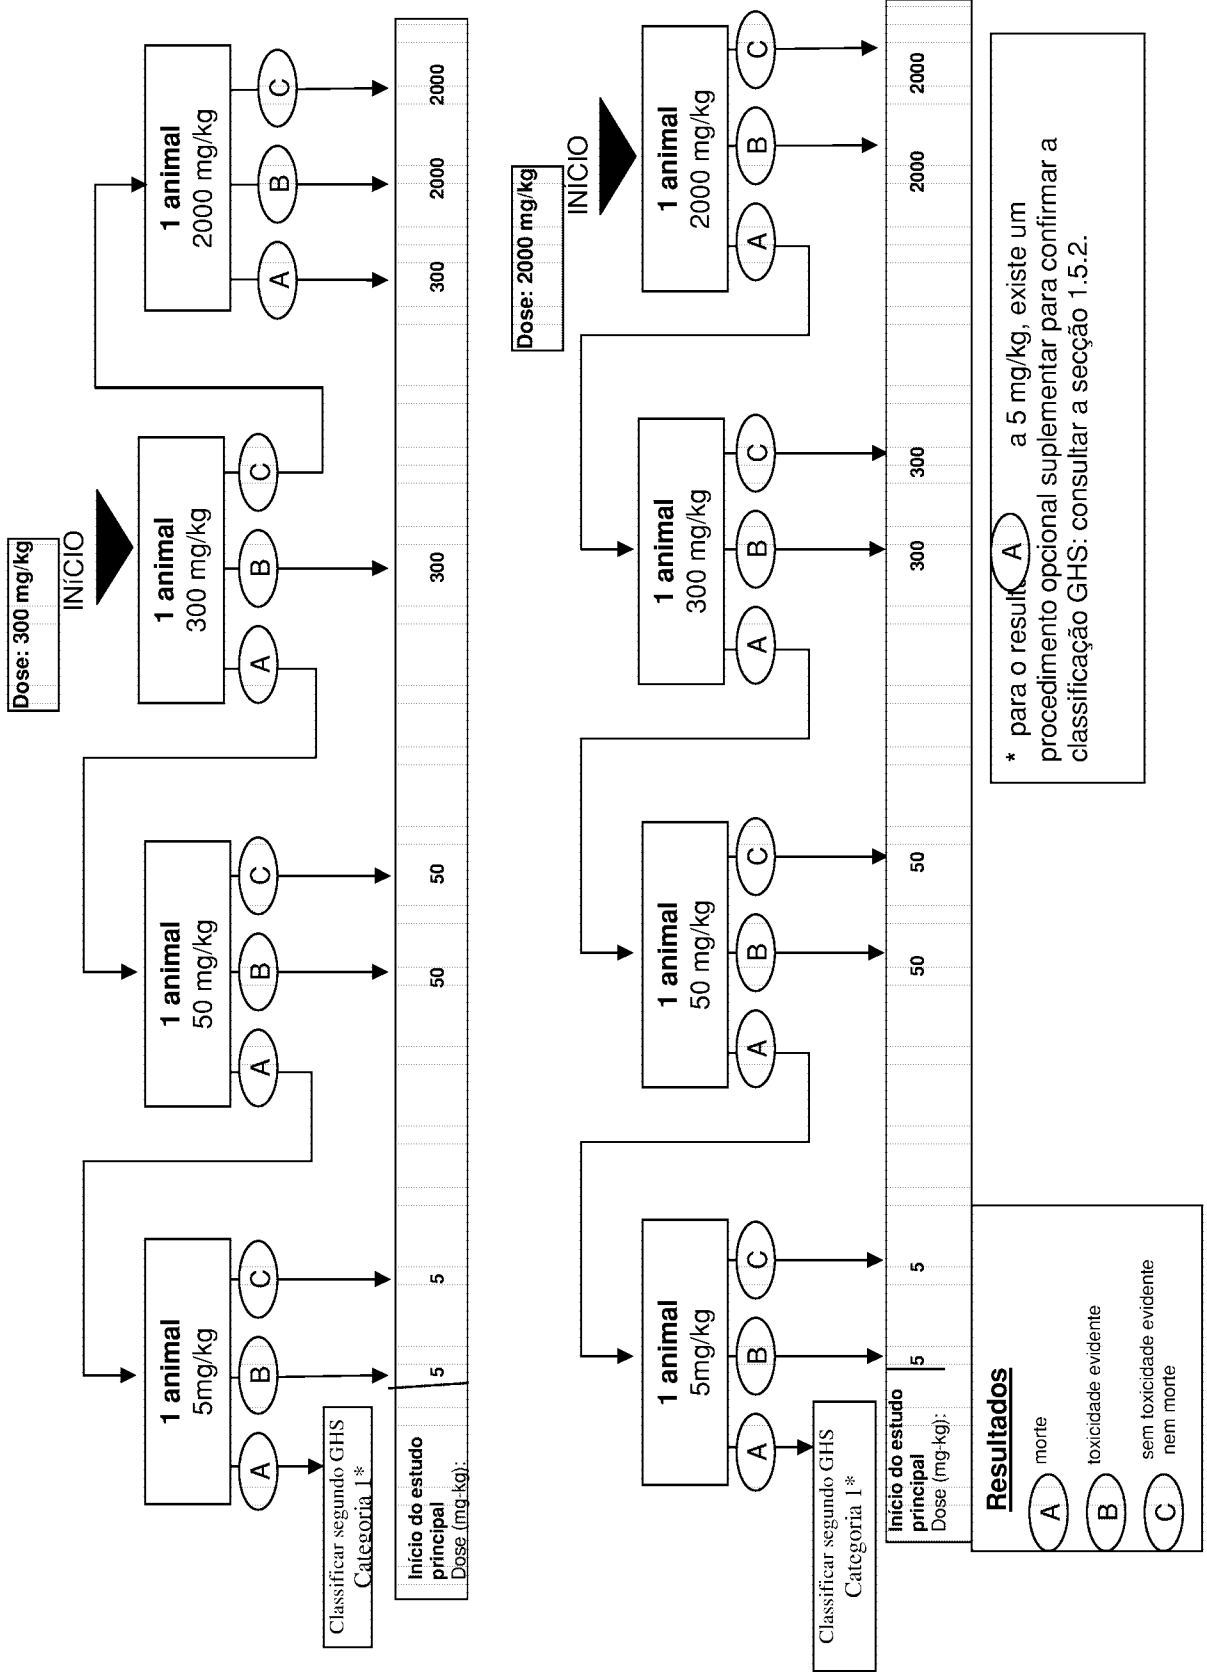 Dose: 300 mg/kg
INíCIO
1 animal
5mg/kg
1 animal
50 mg/kg
1 animal
300 mg/kg
1 animal
2000 mg/kg
A B C A B C A B C A B C
Classificar segundo GHS
Categoria 1*
Início do estudo
principal
Dose (mg-kg):
5 5 50 50 300 300 2000 2000
Dose: 2000 mg/kg
INÍCIO
1 animal
5mg/kg
1 animal
50 mg/kg
1 animal
300 mg/kg
1 animal
2000 mg/kg
A B C A B C A B C A B C
Classificar segundo GHS
Categoria 1*
Início do estudo
principal
Dose (mg-kg):
5 5 50 50 300 300 2000 2000
Resultados
A morte
B toxicidade evidente
C sem toxicidade evidente
nem morte
* para o result A a 5 mg/kg, existe um
procedimento opcional suplementar para confirmar a
classificação GHS: consultar a secção 1.5.2.